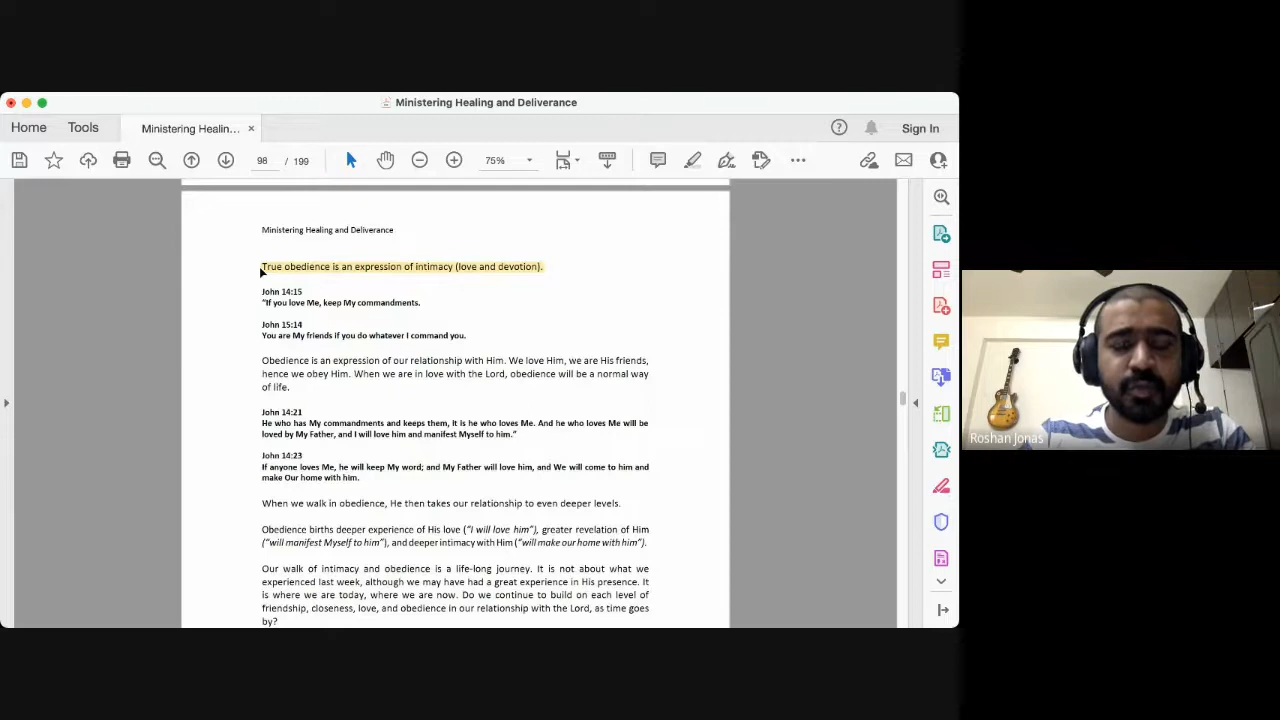 Ministering Healing and Deliverance
Home
Tools
Ministering Healin...
Sign In
98 / 199
75%
Ministering Healing and Deliverance
True obedience is an expression of intimacy (love and devotion).
John 14:15
“If you love Me, keep My commandments.
John 15:14
You are My friends if you do whatever I command you.
Obedience is an expression of our relationship with Him. We love Him, we are His friends,
hence we obey Him. When we are in love with the Lord, obedience will be a normal way
of life.
John 14:21
He who has My commandments and keeps them, it is he who loves Me. And he who loves Me will be
loved by My Father, and I will love him and manifest Myself to him.”
John 14:23
If anyone loves Me, he will keep My word; and My Father will love him, and We will come to him and
make Our home with him.
When we walk in obedience, He then takes our relationship to even deeper levels.
Obedience births deeper experience of His love (“I will love him”), greater revelation of Him
(“will manifest Myself to him”), and deeper intimacy with Him (“will make our home with him”).
Our walk of intimacy and obedience is a life-long journey. It is not about what we
experienced last week, although we may have had a great experience in His presence. It
is where we are today, where we are now. Do we continue to build on each level of
friendship, closeness, love, and obedience in our relationship with the Lord, as time goes
by?
Roshan Jonas